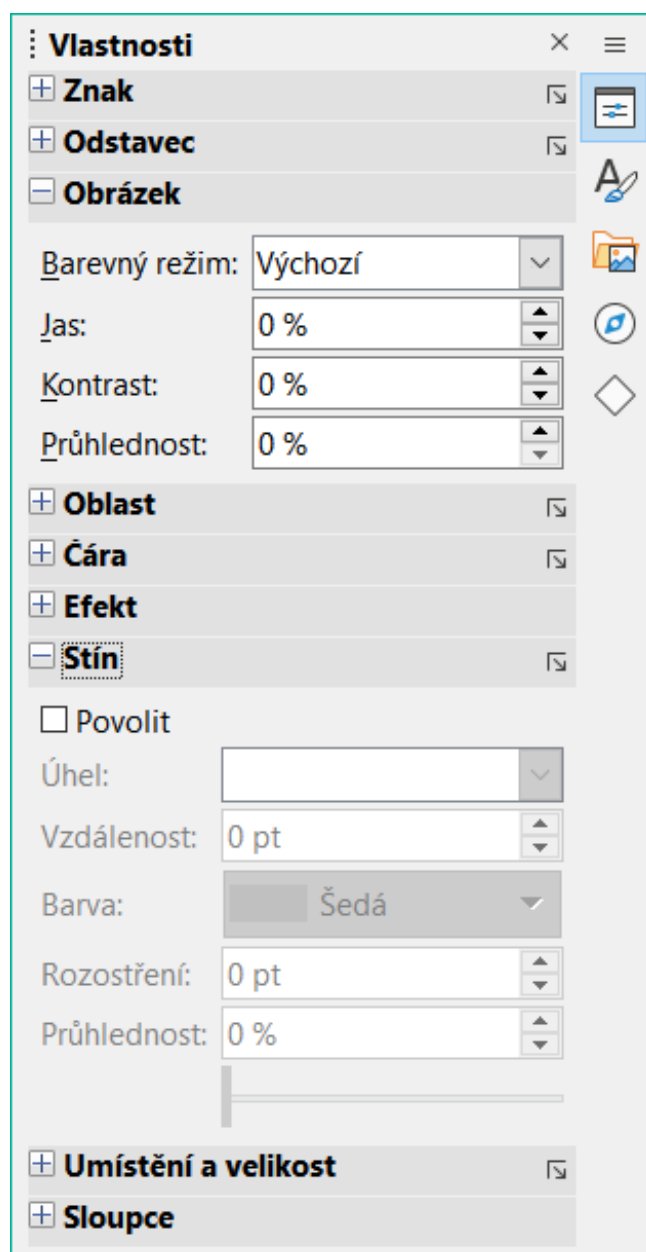 Vlastnosti
Znak
Odstavec
Obrázek
Barevný režim: Výchozí
Jas: 0 %
Kontrast: 0 %
Průhlednost: 0 %
Oblast
Čára
Efekt
Stín
Povolit
Úhel:
Vzdálenost: 0 pt
Barva: Šedá
Rozostření: 0 pt
Průhlednost: 0 %
Umístění a velikost
Sloupce